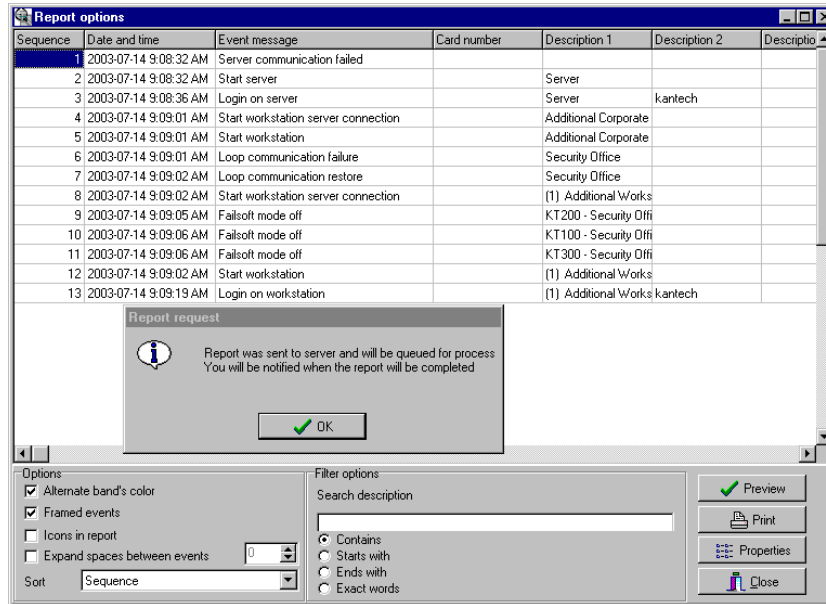 Report options
Sequence Date and time Event message Card number Description 1 Description 2 Descriptio
1 2003-07-14 9:08:32 AM Server communication failed
2 2003-07-14 9:08:32 AM Start server Server
3 2003-07-14 9:08:36 AM Login on server Server kantech
4 2003-07-14 9:09:01 AM Start workstation server connection Additional Corporate
5 2003-07-14 9:09:01 AM Start workstation Additional Corporate
6 2003-07-14 9:09:01 AM Loop communication failure Security Office
7 2003-07-14 9:09:02 AM Loop communication restore Security Office
8 2003-07-14 9:09:02 AM Start workstation server connection (1) Additional Works
9 2003-07-14 9:09:05 AM Failsoft mode off KT200 - Security Offi
10 2003-07-14 9:09:06 AM Failsoft mode off KT100 - Security Offi
11 2003-07-14 9:09:06 AM Failsoft mode off KT300 - Security Offi
12 2003-07-14 9:09:02 AM Start workstation (1) Additional Works
13 2003-07-14 9:09:19 AM Login on workstation (1) Additional Works kantech
Report request
Report was sent to server and will be queued for process
You will be notified when the report will be completed
OK
Options
Alternate band's color
Framed events
Icons in report
Expand spaces between events 0
Sort Sequence
Filter options
Search description
Contains
Starts with
Ends with
Exact words
Preview
Print
Properties
Close